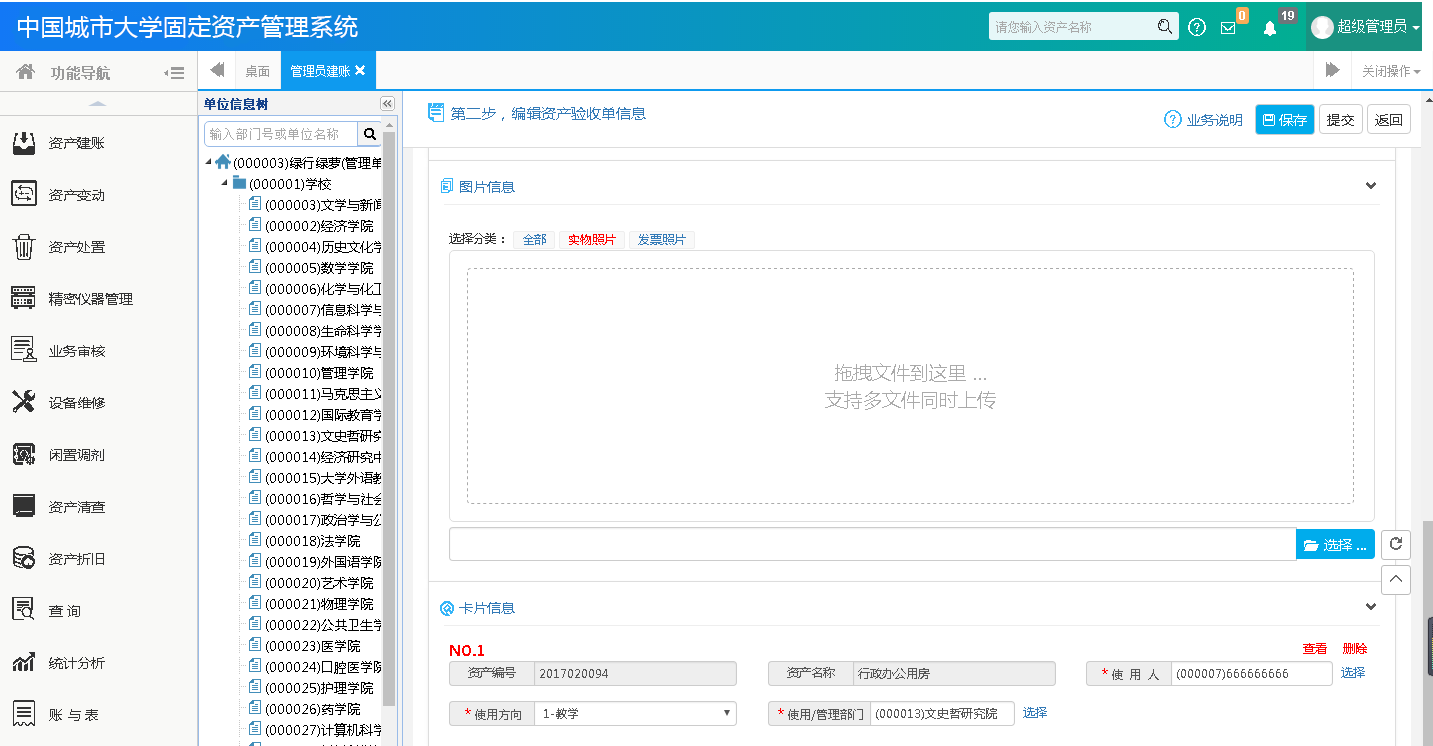 中国城市大学固定资产管理系统
请您输入资产名称
0
19
超级管理员
功能导航
桌面
管理员建账
关闭操作
资产建账
资产变动
资产处置
精密仪器管理
业务审核
设备维修
闲置调剂
资产清查
资产折旧
查 询
统计分析
账 与 表
单位信息树
输入部门号或单位名称
(000003)绿行绿萝(管理单
(000001)学校
(000003)文学与新闻
(000002)经济学院
(000004)历史文化学
(000005)数学学院
(000006)化学与化工
(000007)信息科学与
(000008)生命科学学
(000009)环境科学与
(000010)管理学院
(000011)马克思主义
(000012)国际教育学
(000013)文史哲研究
(000014)经济研究中
(000015)大学外语教
(000016)哲学与社会
(000017)政治学与公
(000018)法学院
(000019)外国语学院
(000020)艺术学院
(000021)物理学院
(000022)公共卫生学
(000023)医学院
(000024)口腔医学院
(000025)护理学院
(000026)药学院
(000027)计算机科学
第二步，编辑资产验收单信息
业务说明
保存
提交
返回
图片信息
选择分类：
全部
实物照片
发票照片
拖拽文件到这里 ...
支持多文件同时上传
选择 ...
卡片信息
NO.1
查看
删除
资产编号
2017020094
资产名称
行政办公用房
* 使 用 人
(000007)666666666
选择
* 使用方向
1-教学
* 使用/管理部门
(000013)文史哲研究院
选择